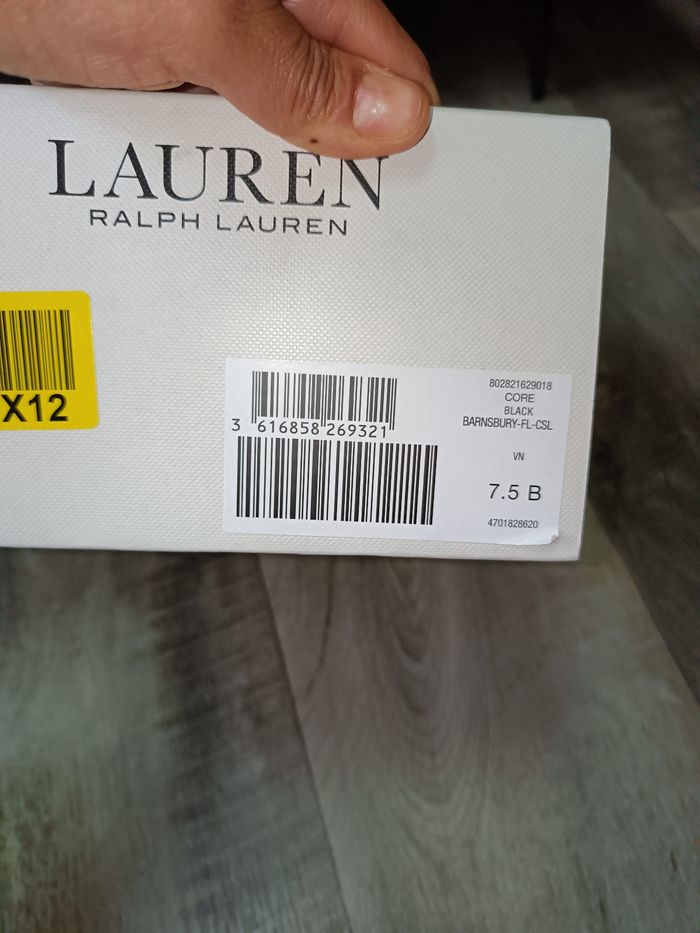 LAUREN
RALPH LAUREN
X12
3 616858 269321
802821629018
CORE
BLACK
BARNSBURY-FL-CSL
VN
7.5 B
4701828620